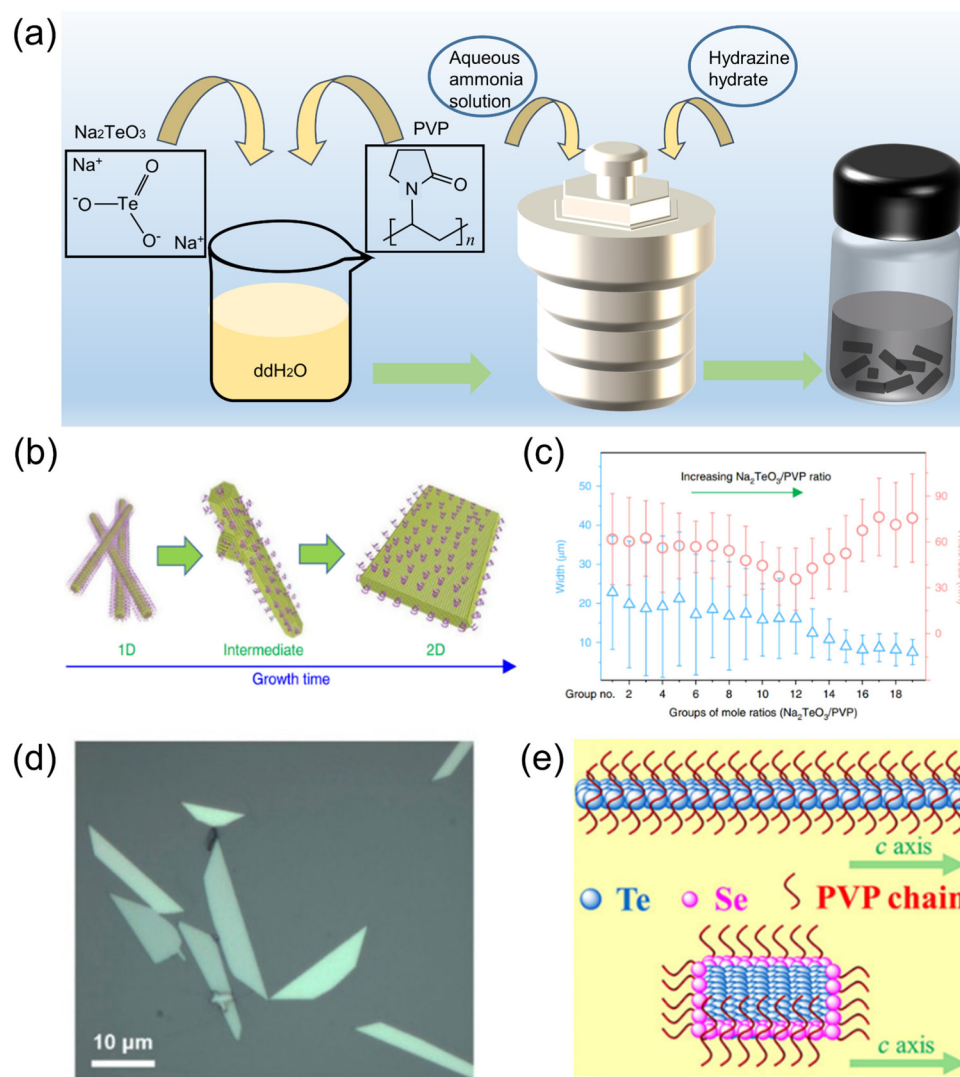 (a)
Aqueous
ammonia
solution
Hydrazine
hydrate
Na₂TeO₃
PVP
Na⁺
O
⁻O
Te
O⁻
Na⁺
O
N
n
ddH₂O
(b)
1D
Intermediate
2D
Growth time
(c)
Increasing Na₂TeO₃/PVP ratio
Width (μm)
50
40
30
20
10
90
60
30
0
Group no.
2
4
6
8
10
12
14
16
18
Groups of mole ratios (Na₂TeO₃/PVP)
(d)
10 μm
(e)
c axis
Te
Se
PVP chain
c axis